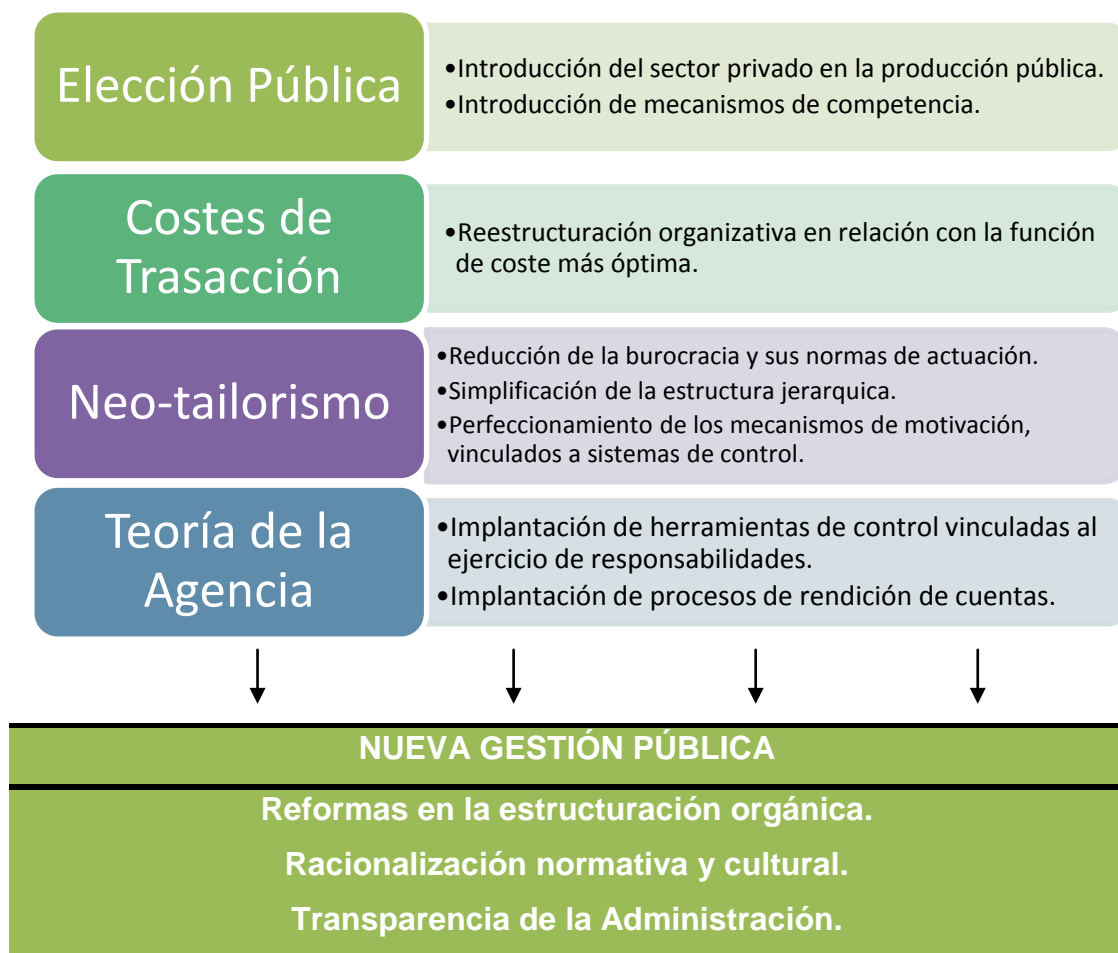 Elección Pública
•Introducción del sector privado en la producción pública.
•Introducción de mecanismos de competencia.
Costes de
Trasacción
•Reestructuración organizativa en relación con la función
de coste más óptima.
Neo-tailorismo
•Reducción de la burocracia y sus normas de actuación.
•Simplificación de la estructura jerarquica.
•Perfeccionamiento de los mecanismos de motivación,
vinculados a sistemas de control.
Teoría de la
Agencia
•Implantación de herramientas de control vinculadas al
ejercicio de responsabilidades.
•Implantación de procesos de rendición de cuentas.
NUEVA GESTIÓN PÚBLICA
Reformas en la estructuración orgánica.
Racionalización normativa y cultural.
Transparencia de la Administración.